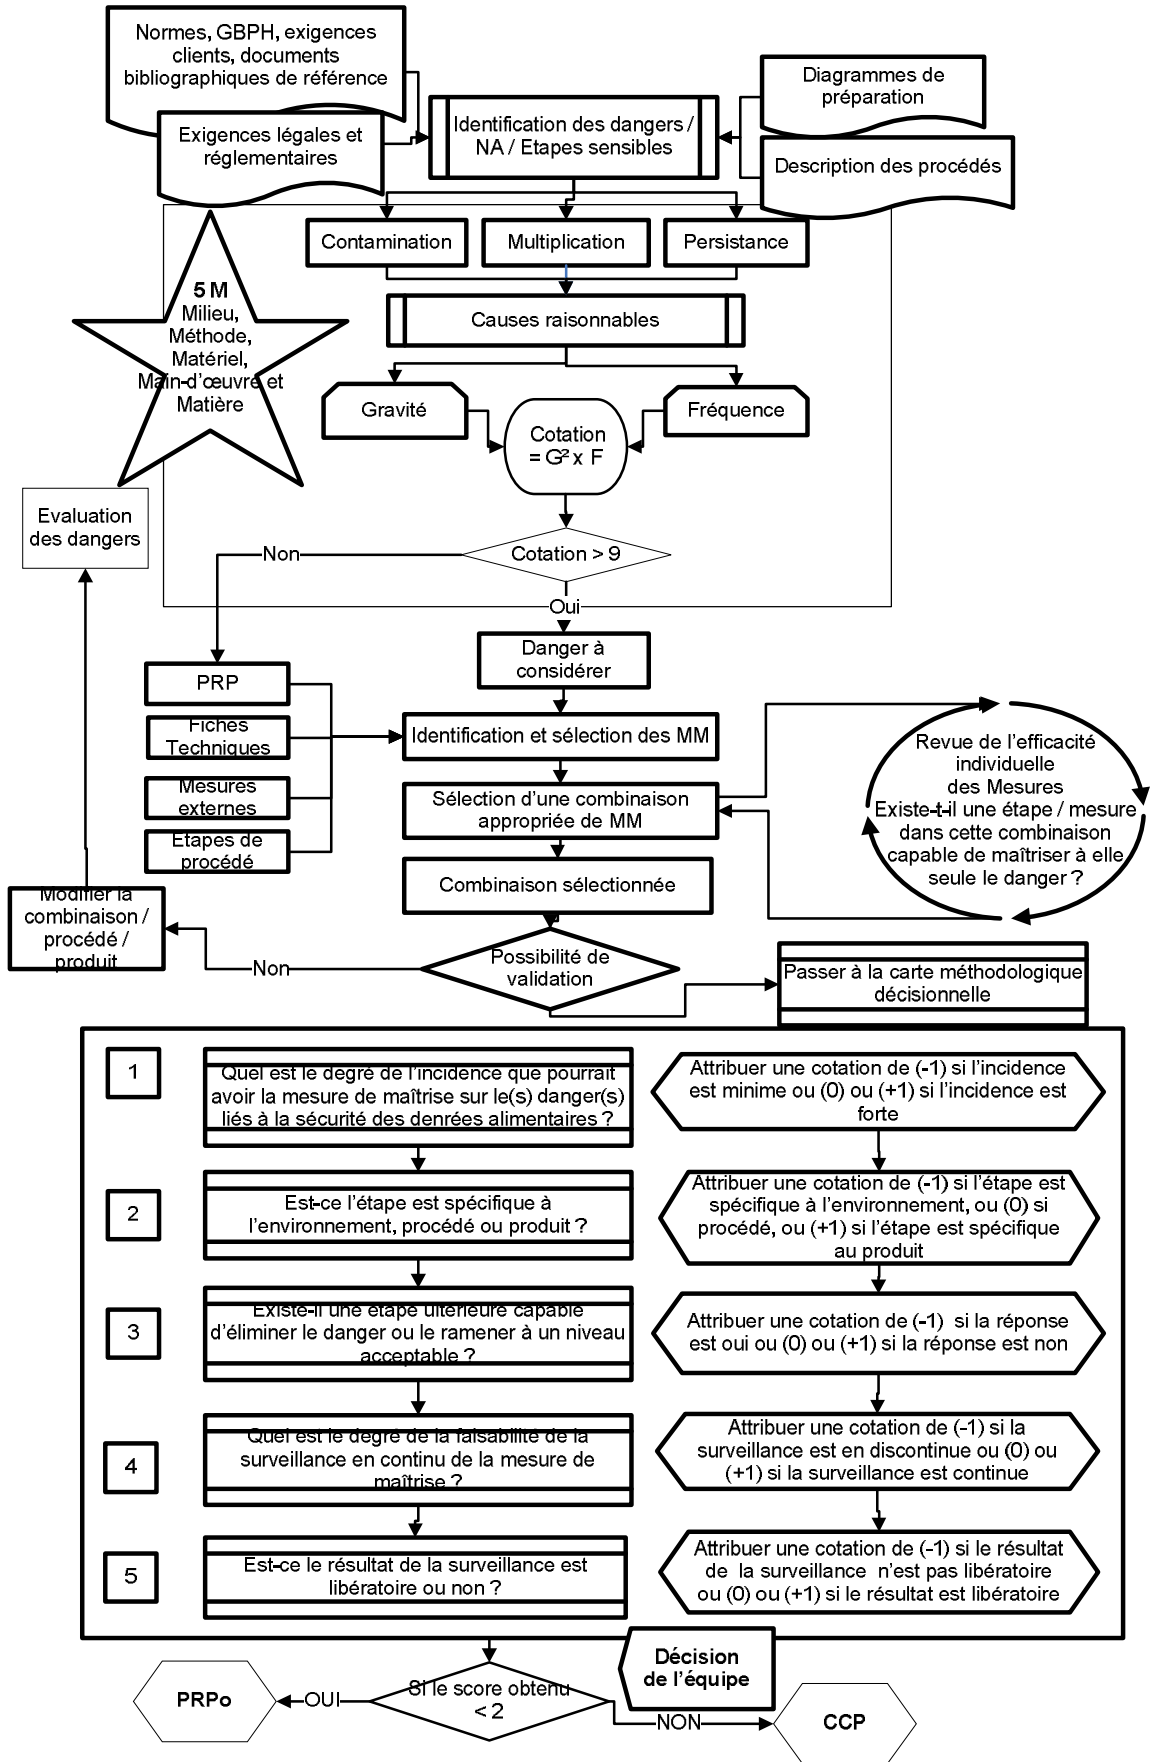 Normes, GBPH, exigences
clients, documents
bibliographiques de référence
Exigences légales et
réglementaires
Identification des dangers /
NA / Etapes sensibles
Diagrammes de
préparation
Description des procédés
Contamination
Multiplication
Persistance
5 M
Milieu,
Méthode,
Matériel,
Main-d'œuvre et
Matière
Causes raisonnables
Gravité
Cotation
= G² x F
Fréquence
Evaluation
des dangers
Non
Cotation > 9
Oui
Danger à
considérer
PRP
Fiches
Techniques
Mesures
externes
Etapes de
procédé
Identification et sélection des MM
Sélection d'une combinaison
appropriée de MM
Combinaison sélectionnée
Revue de l'efficacité
individuelle
des Mesures
Existe-t-il une étape / mesure
dans cette combinaison
capable de maîtriser à elle
seule le danger ?
Modifier la
combinaison /
procédé /
produit
Non
Possibilité de
validation
Passer à la carte méthodologique
décisionnelle
1
Quel est le degré de l'incidence que pourrait
avoir la mesure de maîtrise sur le(s) danger(s)
liés à la sécurité des denrées alimentaires ?
Attribuer une cotation de (-1) si l'incidence
est minime ou (0) ou (+1) si l'incidence est
forte
2
Est-ce l'étape est spécifique à
l'environnement, procédé ou produit ?
Attribuer une cotation de (-1) si l'étape est
spécifique à l'environnement, ou (0) si
procédé, ou (+1) si l'étape est spécifique
au produit
3
Existe-il une étape ultérieure capable
d'éliminer le danger ou le ramener à un niveau
acceptable ?
Attribuer une cotation de (-1) si la réponse
est oui ou (0) ou (+1) si la réponse est non
4
Quel est le degré de la faisabilité de la
surveillance en continu de la mesure de
maîtrise ?
Attribuer une cotation de (-1) si la
surveillance est en discontinue ou (0) ou
(+1) si la surveillance est continue
5
Est-ce le résultat de la surveillance est
libératoire ou non ?
Attribuer une cotation de (-1) si le résultat
de la surveillance n'est pas libératoire
ou (0) ou (+1) si le résultat est libératoire
Décision
de l'équipe
PRPo
OUI
Si le score obtenu
< 2
NON
CCP